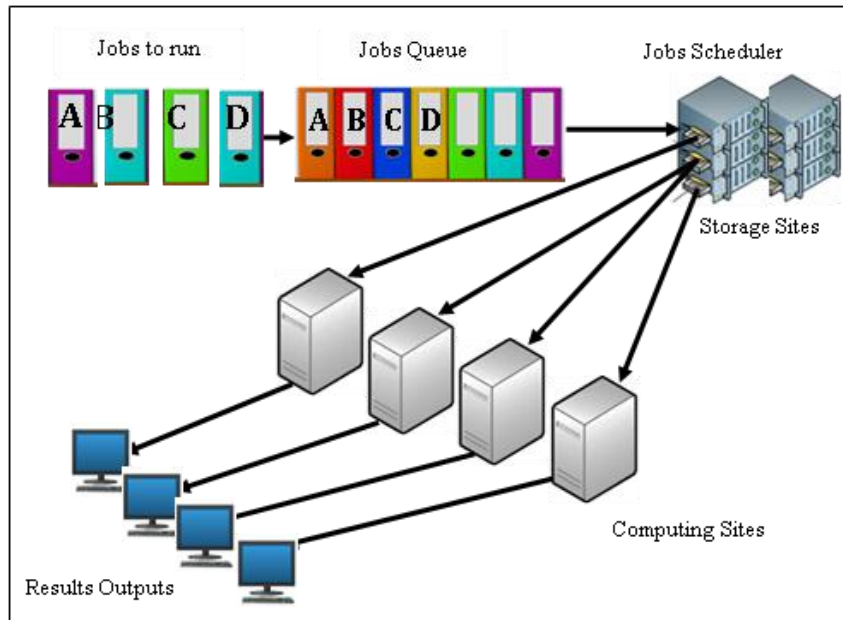 Jobs to run
Jobs Queue
Jobs Scheduler
A B C D
A B C D
Storage Sites
Computing Sites
Results Outputs